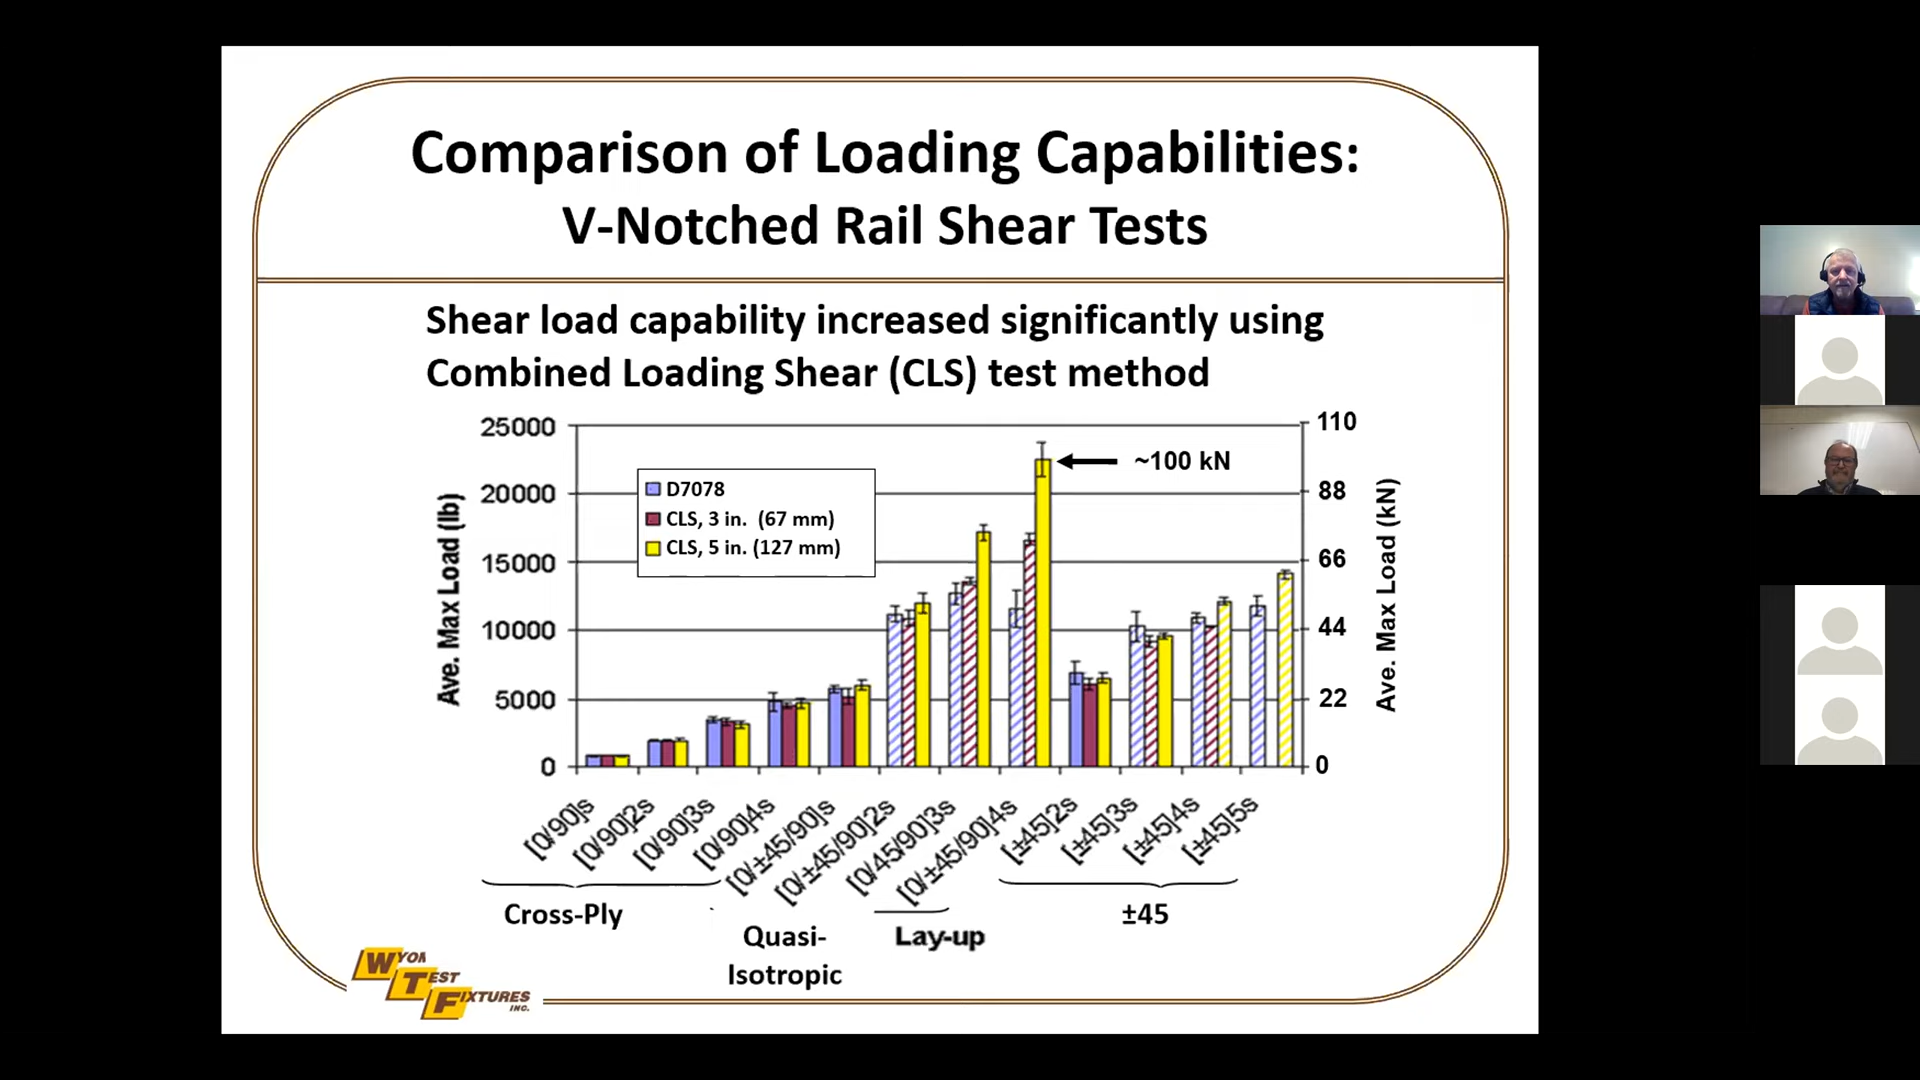 Comparison of Loading Capabilities:
V-Notched Rail Shear Tests
Shear load capability increased significantly using
Combined Loading Shear (CLS) test method
25000
20000
15000
10000
5000
0
Ave. Max Load (lb)
D7078
CLS, 3 in. (67 mm)
CLS, 5 in. (127 mm)
~100 kN
110
88
66
44
22
0
Ave. Max Load (kN)
[0/90]s
[0/90]2s
[0/90]3s
[0/90]4s
[0/±45/90]s
[0/±45/90]2s
[0/45/90]3s
[0/±45/90]4s
[±45]2s
[±45]3s
[±45]4s
[±45]5s
Cross-Ply
Quasi-
Isotropic
Lay-up
±45
WYOM
TEST
FIXTURES
INC.